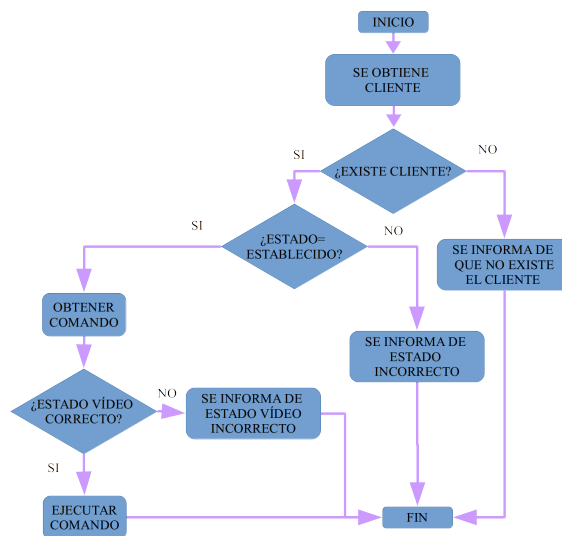 INICIO
SE OBTIENE
CLIENTE
SI
NO
¿EXISTE CLIENTE?
SI
¿ESTADO=
ESTABLECIDO?
NO
SE INFORMA DE
QUE NO EXISTE
EL CLIENTE
OBTENER
COMANDO
SE INFORMA DE
ESTADO
INCORRECTO
¿ESTADO VÍDEO
CORRECTO?
NO
SE INFORMA DE
ESTADO VÍDEO
INCORRECTO
SI
EJECUTAR
COMANDO
FIN